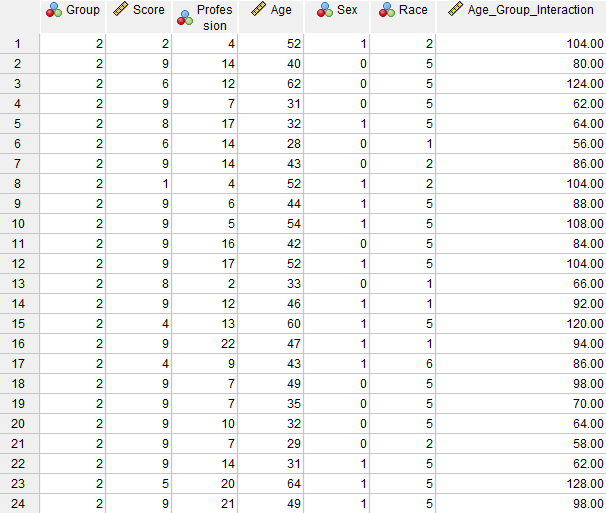 Group Score Profes sion Age Sex Race Age_Group_Interaction
1 2 2 4 52 1 2 104.00
2 2 9 14 40 0 5 80.00
3 2 6 12 62 0 5 124.00
4 2 9 7 31 0 5 62.00
5 2 8 17 32 1 5 64.00
6 2 6 14 28 0 1 56.00
7 2 9 14 43 0 2 86.00
8 2 1 4 52 1 2 104.00
9 2 9 6 44 1 5 88.00
10 2 9 5 54 1 5 108.00
11 2 9 16 42 0 5 84.00
12 2 9 17 52 1 5 104.00
13 2 8 2 33 0 1 66.00
14 2 9 12 46 1 1 92.00
15 2 4 13 60 1 5 120.00
16 2 9 22 47 1 1 94.00
17 2 4 9 43 1 6 86.00
18 2 9 7 49 0 5 98.00
19 2 9 7 35 0 5 70.00
20 2 9 10 32 0 5 64.00
21 2 9 7 29 0 2 58.00
22 2 9 14 31 1 5 62.00
23 2 5 20 64 1 5 128.00
24 2 9 21 49 1 5 98.00